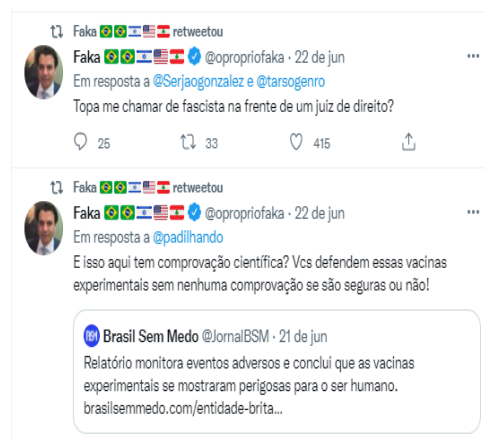 Faka 🇧🇷🇧🇷🇮🇱🇺🇸🇱🇧 retweetou
Faka 🇧🇷🇧🇷🇮🇱🇺🇸🇱🇧 @opropriofaka · 22 de jun
Em resposta a @Serjaogonzalez e @tarsogenro
Topa me chamar de fascista na frente de um juiz de direito?
25 33 415
Faka 🇧🇷🇧🇷🇮🇱🇺🇸🇱🇧 retweetou
Faka 🇧🇷🇧🇷🇮🇱🇺🇸🇱🇧 @opropriofaka · 22 de jun
Em resposta a @padilhando
E isso aqui tem comprovação científica? Vcs defendem essas vacinas
experimentais sem nenhuma comprovação se são seguras ou não!
BSM Brasil Sem Medo @JornalBSM · 21 de jun
Relatório monitora eventos adversos e conclui que as vacinas
experimentais se mostraram perigosas para o ser humano.
brasilsemmedo.com/entidade-brita...